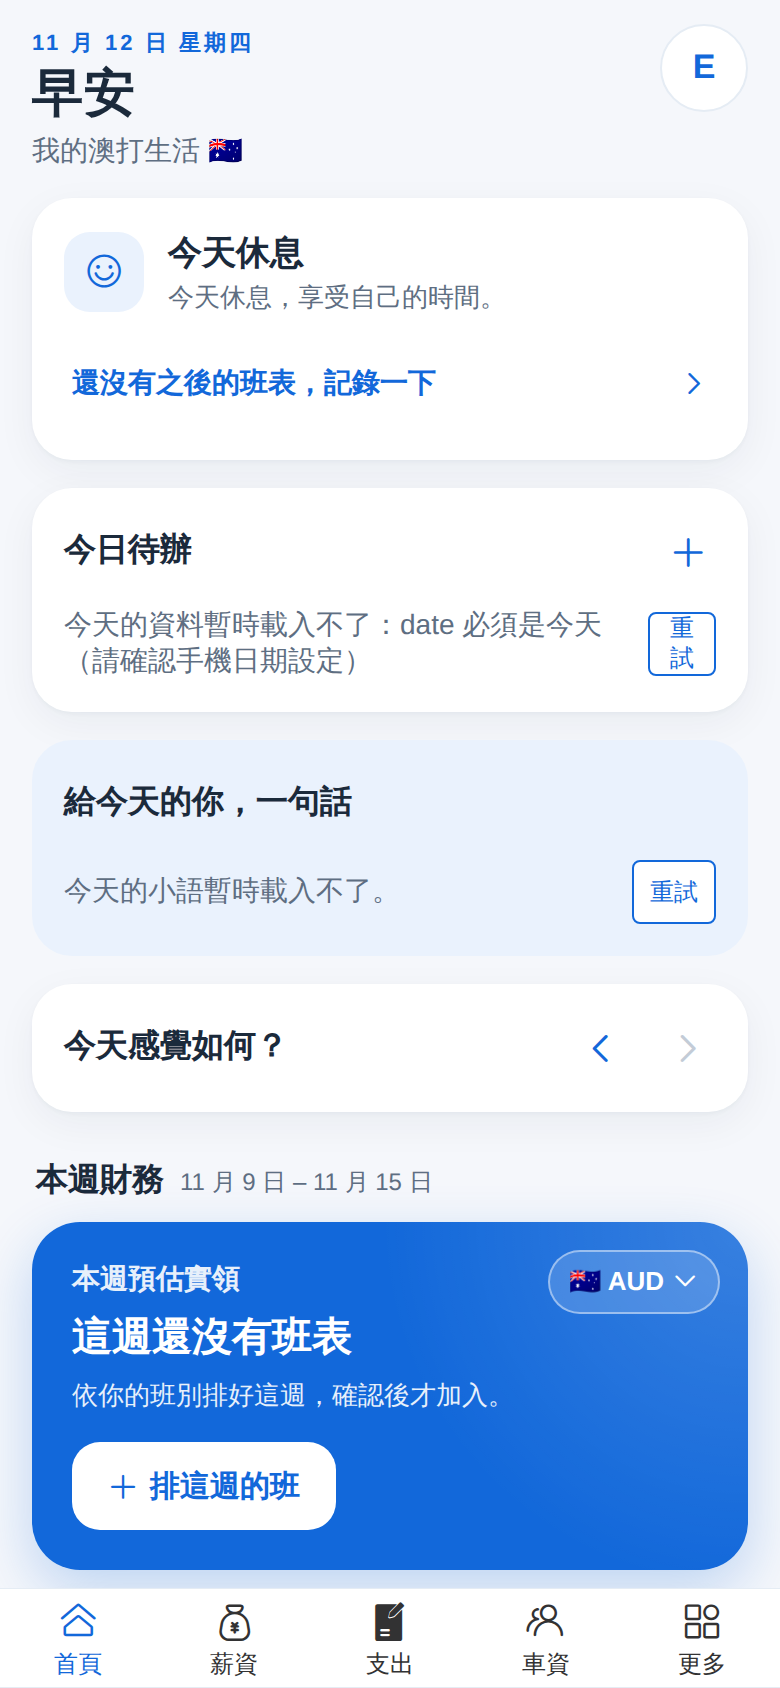 11 月 12 日 星期四
早安
我的澳打生活 🇦🇺
E
今天休息
今天休息，享受自己的時間。
還沒有之後的班表，記錄一下
今日待辦
今天的資料暫時載入不了：date 必須是今天
（請確認手機日期設定）
重
試
給今天的你，一句話
今天的小語暫時載入不了。
重試
今天感覺如何？
本週財務 11 月 9 日 – 11 月 15 日
本週預估實領
🇦🇺 AUD
這週還沒有班表
依你的班別排好這週，確認後才加入。
排這週的班
首頁
薪資
支出
車資
更多